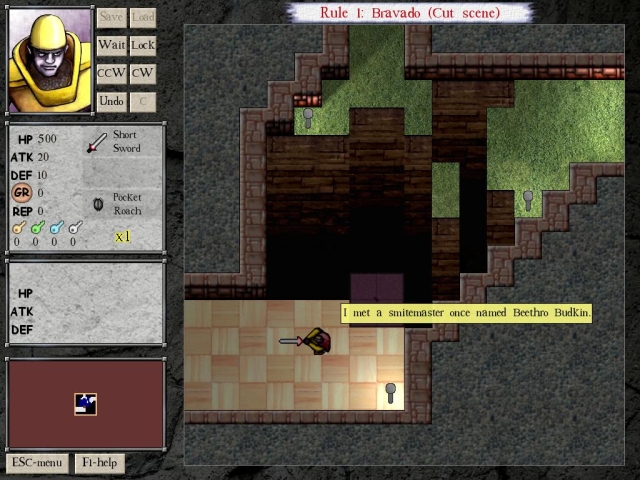 Rule 1: Bravado (Cut scene)
Save Load
Wait Lock
CCW CW
Undo C
HP 500
ATK 20
DEF 10
GR 0
REP 0
0 0 0 0
Short
Sword
Pocket
Roach
x1
HP
ATK
DEF
I met a smitemaster once named Beethro Budkin.
ESC-menu F1-help